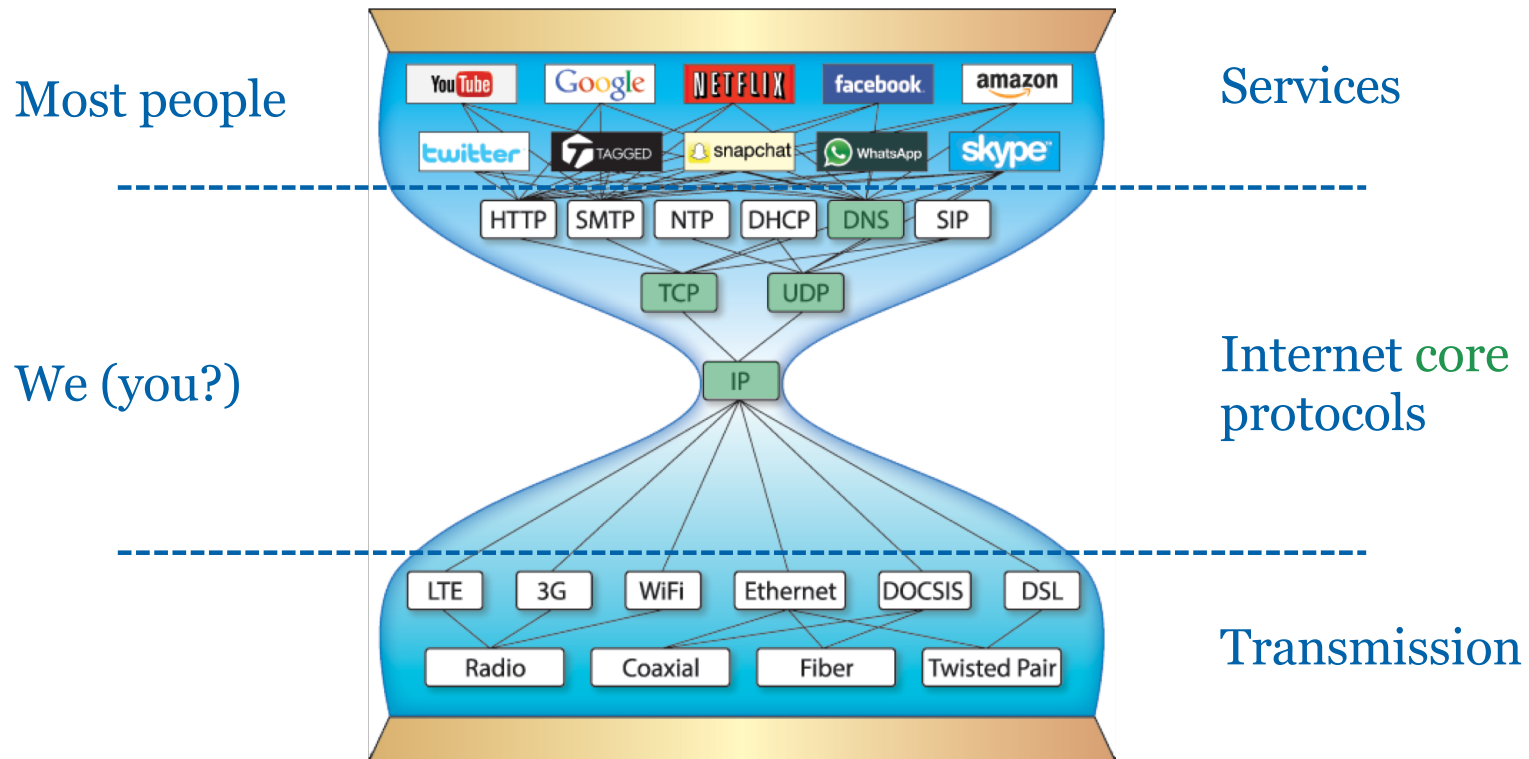 Most people
YouTube Google NETFLIX facebook amazon
Services
twitter TAGGED snapchat WhatsApp skype
HTTP SMTP NTP DHCP DNS SIP
TCP UDP
We (you?)
IP
Internet core
protocols
LTE 3G WiFi Ethernet DOCSIS DSL
Radio Coaxial Fiber Twisted Pair
Transmission